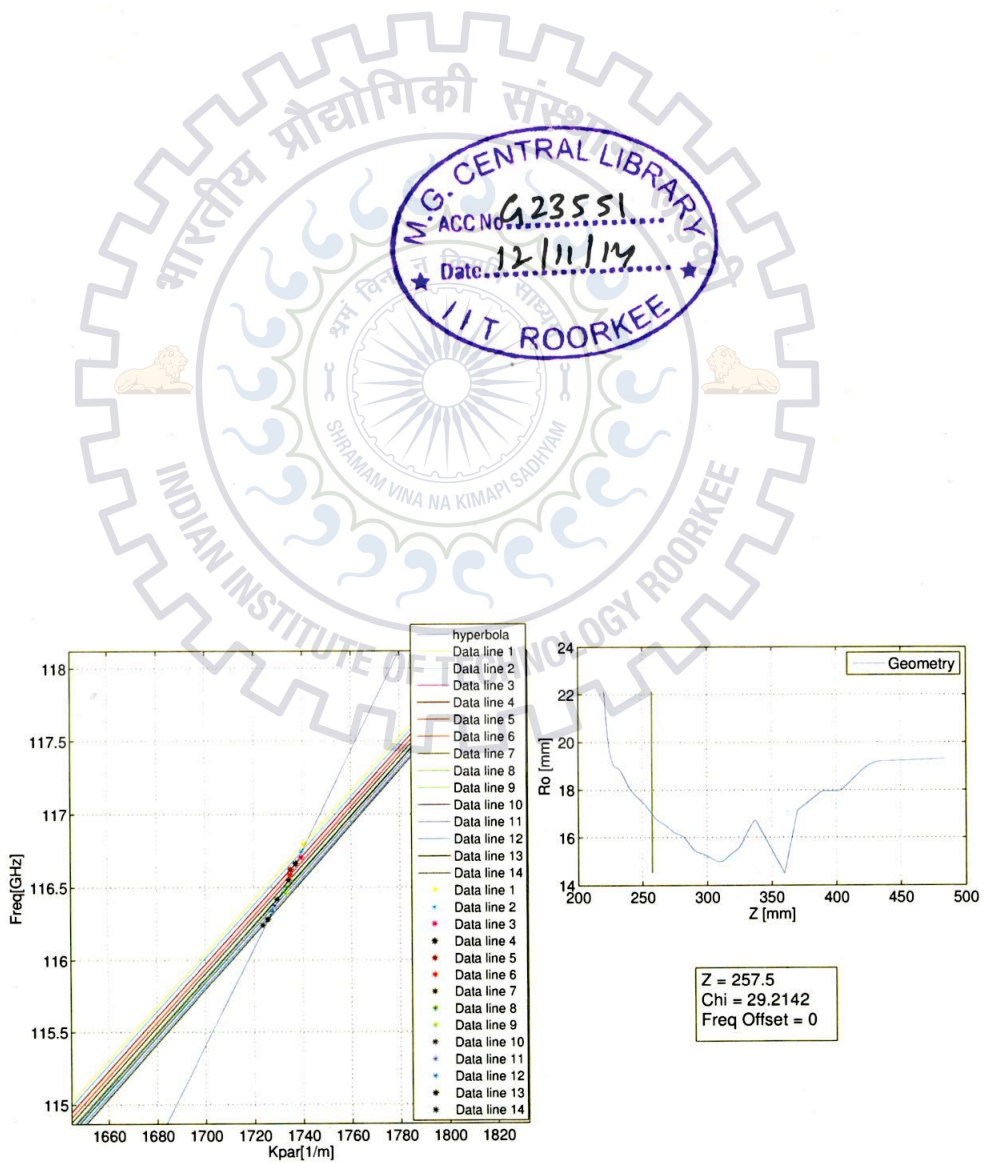 भारतीय प्रौद्योगिकी संस्थान
M.G. CENTRAL LIBRARY
ACC No G23551
Date 12/11/14
IIT ROORKEE
SHRAMAM VINA NA KIMAPI SADHYAM
INDIAN INSTITUTE OF TECHNOLOGY ROORKEE
hyperbola
Data line 1
Data line 2
Data line 3
Data line 4
Data line 5
Data line 6
Data line 7
Data line 8
Data line 9
Data line 10
Data line 11
Data line 12
Data line 13
Data line 14
Data line 1
Data line 2
Data line 3
Data line 4
Data line 5
Data line 6
Data line 7
Data line 8
Data line 9
Data line 10
Data line 11
Data line 12
Data line 13
Data line 14
118
117.5
117
116.5
116
115.5
115
Freq[GHz]
1660 1680 1700 1720 1740 1760 1780 1800 1820
Kpar[1/m]
Geometry
24
22
20
18
16
14
Ro [mm]
200 250 300 350 400 450 500
Z [mm]
Z = 257.5
Chi = 29.2142
Freq Offset = 0